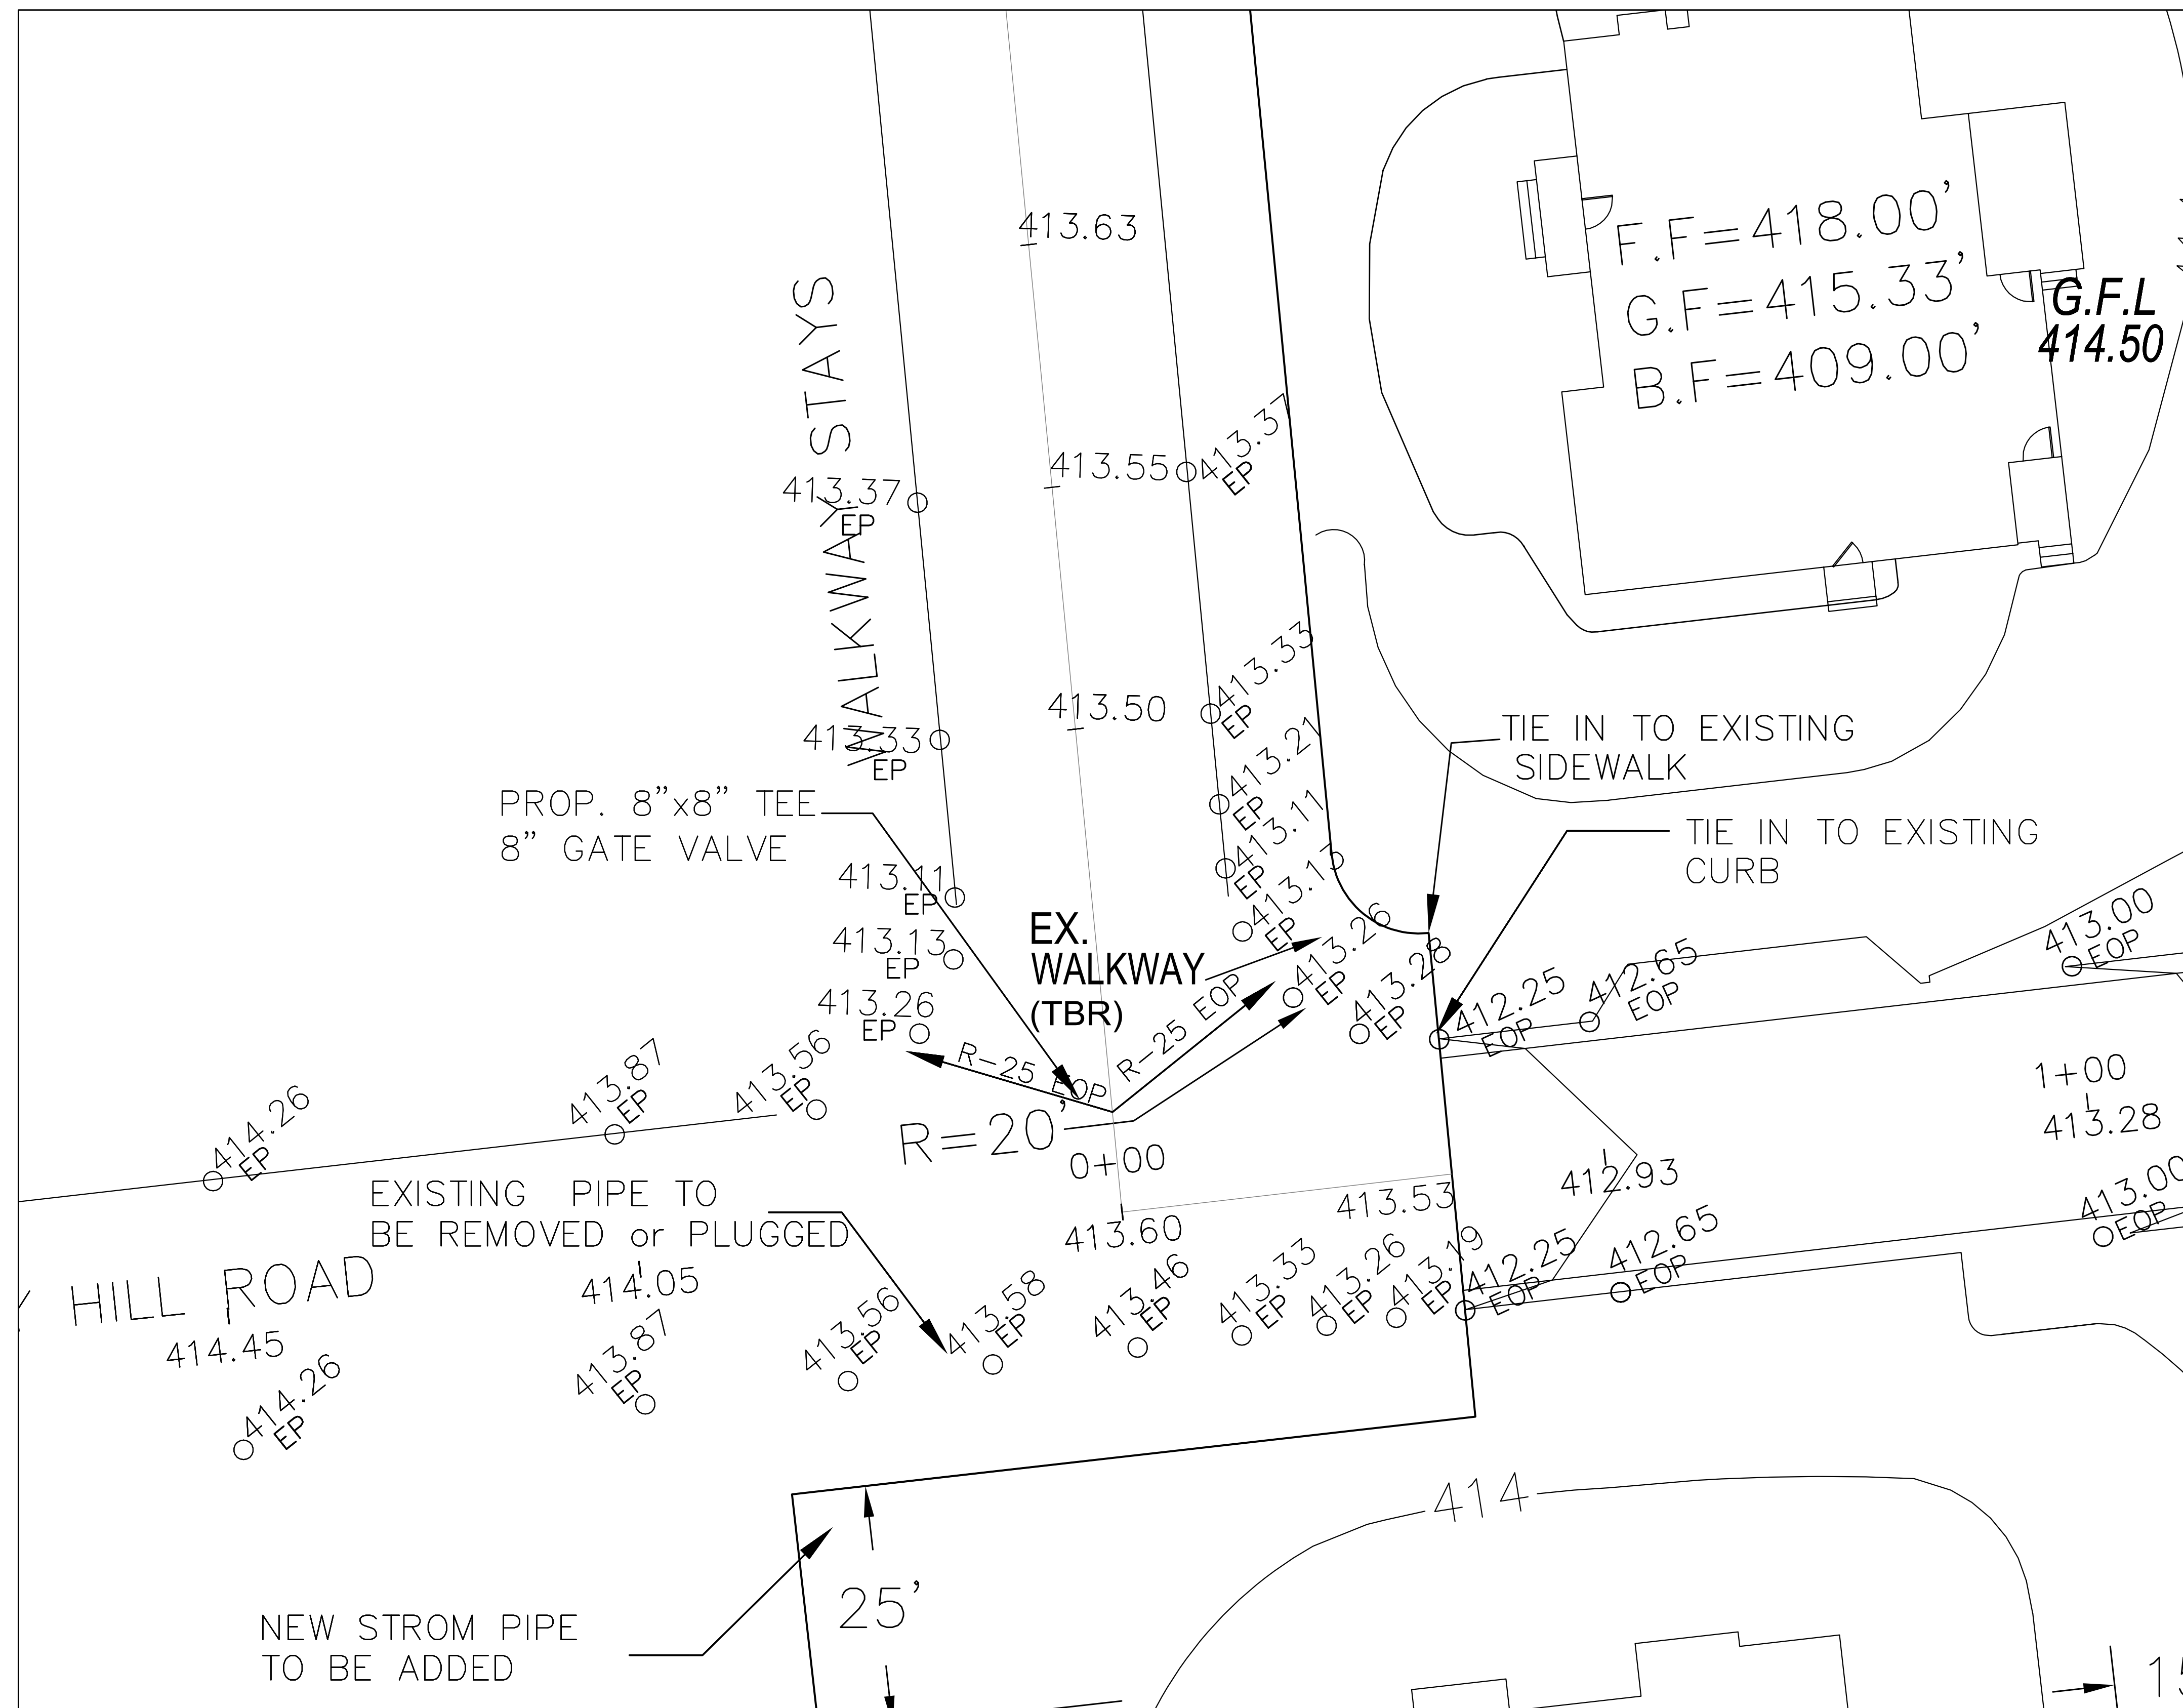 413.63
F.F=418.00'
G.F=415.33'
B.F=409.00'
G.F.L
414.50
WALKWAY STAYS
413.37
EP
413.55
413.37
EP
413.33
EP
413.50
413.33
EP
413.21
EP
413.11
EP
413.13
EP
413.26
EP
413.28
EP
TIE IN TO EXISTING
SIDEWALK
TIE IN TO EXISTING
CURB
PROP. 8"x8" TEE
8" GATE VALVE
413.11
EP
413.13
EP
413.26
EP
EX.
WALKWAY
(TBR)
R-25 EOP
R-25 EOP
R=20'
0+00
412.25
EOP
412.65
EOP
413.00
EOP
1+00
413.28
414.26
EP
413.87
EP
413.56
EP
EXISTING PIPE TO
BE REMOVED or PLUGGED
413.60
413.53
412.93
413.00
EOP
HILL ROAD
414.45
414.05
414.26
EP
413.87
EP
413.56
EP
413.58
EP
413.46
EP
413.33
EP
413.26
EP
413.19
EP
412.25
EOP
412.65
EOP
414
25'
NEW STROM PIPE
TO BE ADDED